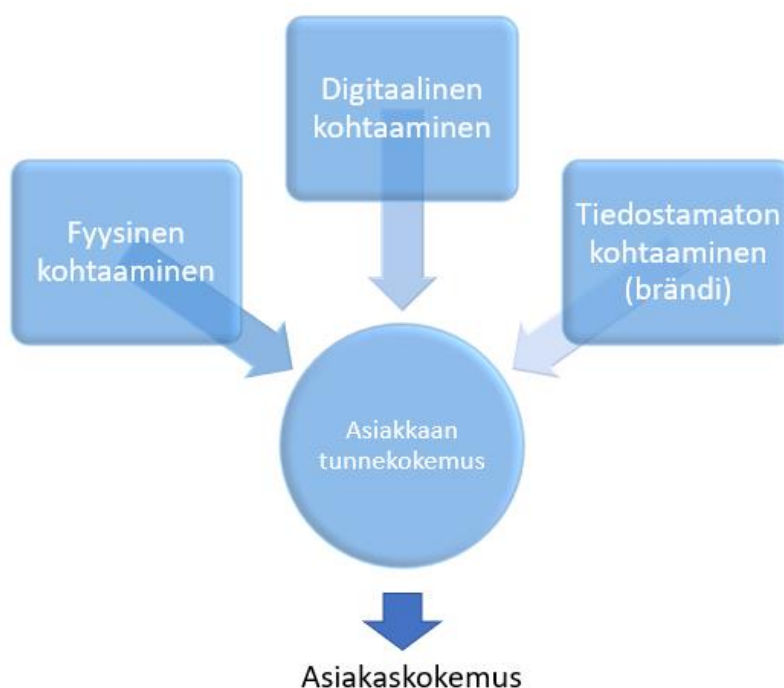 Digitaalinen
kohtaaminen
Fyysinen
kohtaaminen
Tiedostamaton
kohtaaminen
(brändi)
Asiakkaan
tunnekokemus
Asiakaskokemus